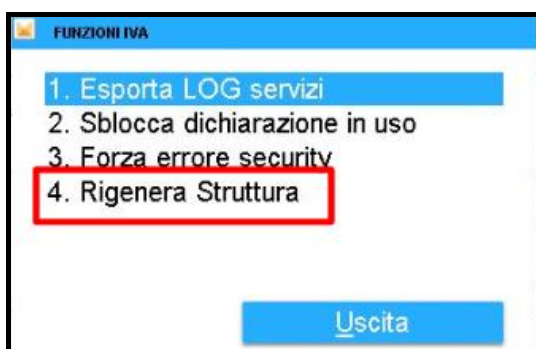 FUNZIONI IVA
1. Esporta LOG servizi
2. Sblocca dichiarazione in uso
3. Forza errore security
4. Rigenera Struttura
Uscita